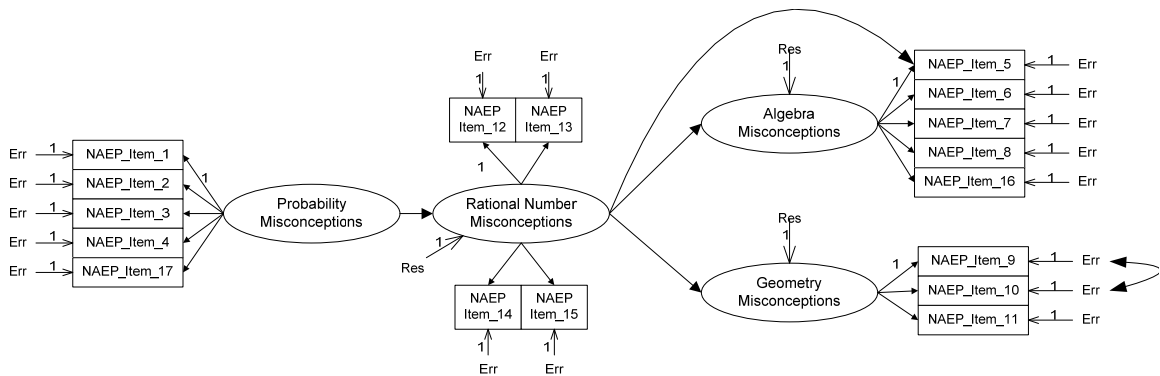 Err 1 NAEP_Item_1
Err 1 NAEP_Item_2
Err 1 NAEP_Item_3
Err 1 NAEP_Item_4
Err 1 NAEP_Item_17
1
Probability
Misconceptions
Err
Err
1
1
NAEP
Item_12
NAEP
Item_13
1
Rational Number
Misconceptions
1
Res
NAEP
Item_14
NAEP
Item_15
1
1
Err
Err
Res
1
Algebra
Misconceptions
1
NAEP_Item_5 1 Err
NAEP_Item_6 1 Err
NAEP_Item_7 1 Err
NAEP_Item_8 1 Err
NAEP_Item_16 1 Err
Res
1
Geometry
Misconceptions
1
NAEP_Item_9 1 Err
NAEP_Item_10 1 Err
NAEP_Item_11 1 Err